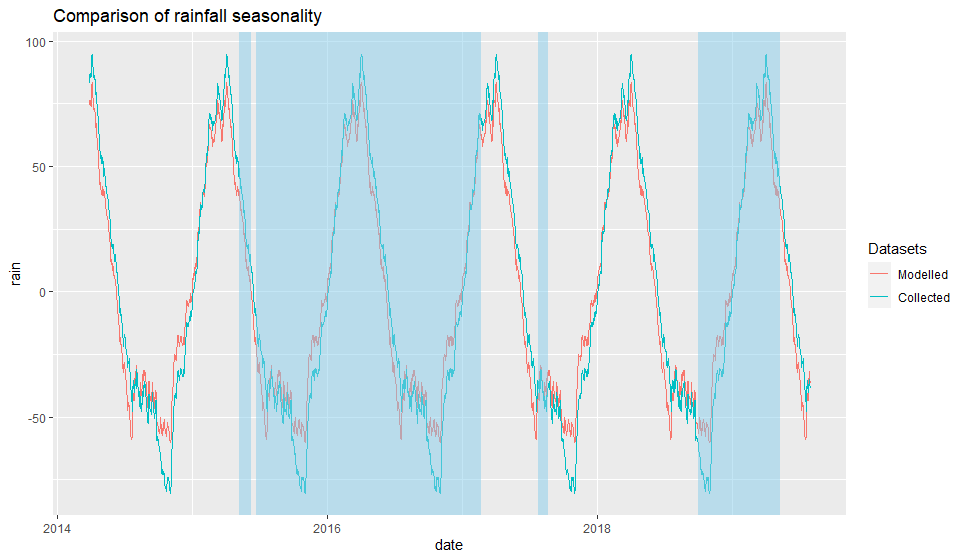 Comparison of rainfall seasonality
100
50
0
-50
rain
2014
2016
2018
date
Datasets
Modelled
Collected